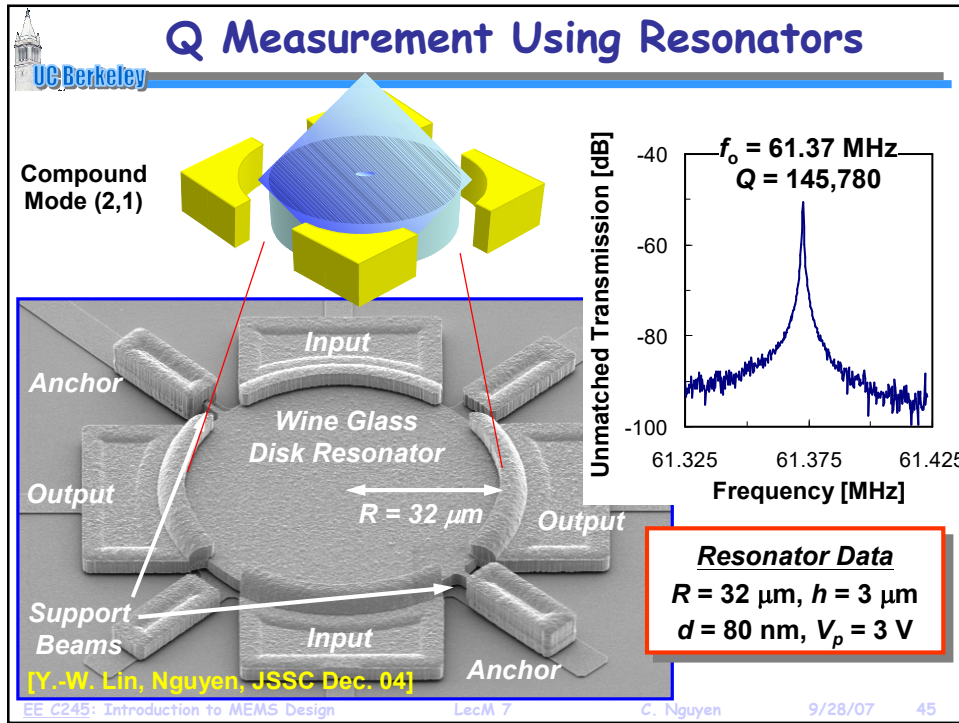 Q Measurement Using Resonators
UC Berkeley
Compound
Mode (2,1)
Unmatched Transmission [dB]
-40
-60
-80
-100
fo = 61.37 MHz
Q = 145,780
61.325 61.375 61.425
Frequency [MHz]
Input
Anchor
Wine Glass
Disk Resonator
Output
R = 32 μm
Output
Support
Beams
Input
Anchor
[Y.-W. Lin, Nguyen, JSSC Dec. 04]
Resonator Data
R = 32 μm, h = 3 μm
d = 80 nm, Vp = 3 V
EE C245: Introduction to MEMS Design LecM 7 C. Nguyen 9/28/07 45